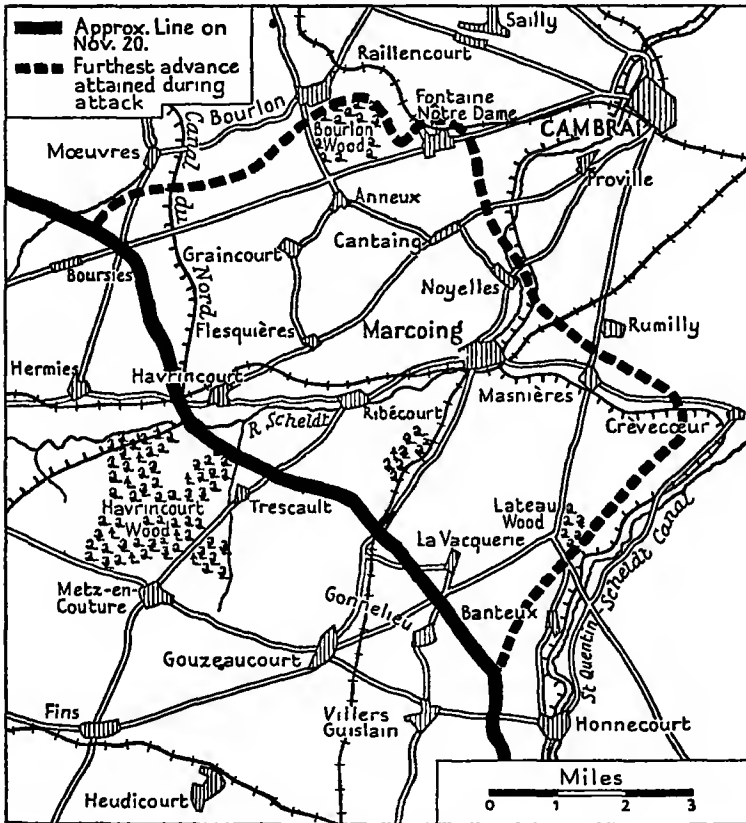 Approx. Line on
Nov. 20.
Furthest advance
attained during
attack
Sailly
Raillencourt
Bourlon
Fontaine
Notre Dame
CAMBRAI
Bourlon
Wood
Mœuvres
Canal du Nord
Proville
Anneux
Cantaing
Graincourt
Boursies
Noyelles
Flesquières
Marcoing
Rumilly
Hermies
Havrincourt
Masnières
R. Scheldt
Ribécourt
Crèvecœur
Havrincourt
Wood
Trescault
Lateau
Wood
La Vacquerie
Metz-en-
Couture
Gonnelieu
Banteux
St Quentin Scheldt Canal
Gouzeaucourt
Fins
Villers
Guislain
Honnecourt
Heudicourt
Miles
0 1 2 3